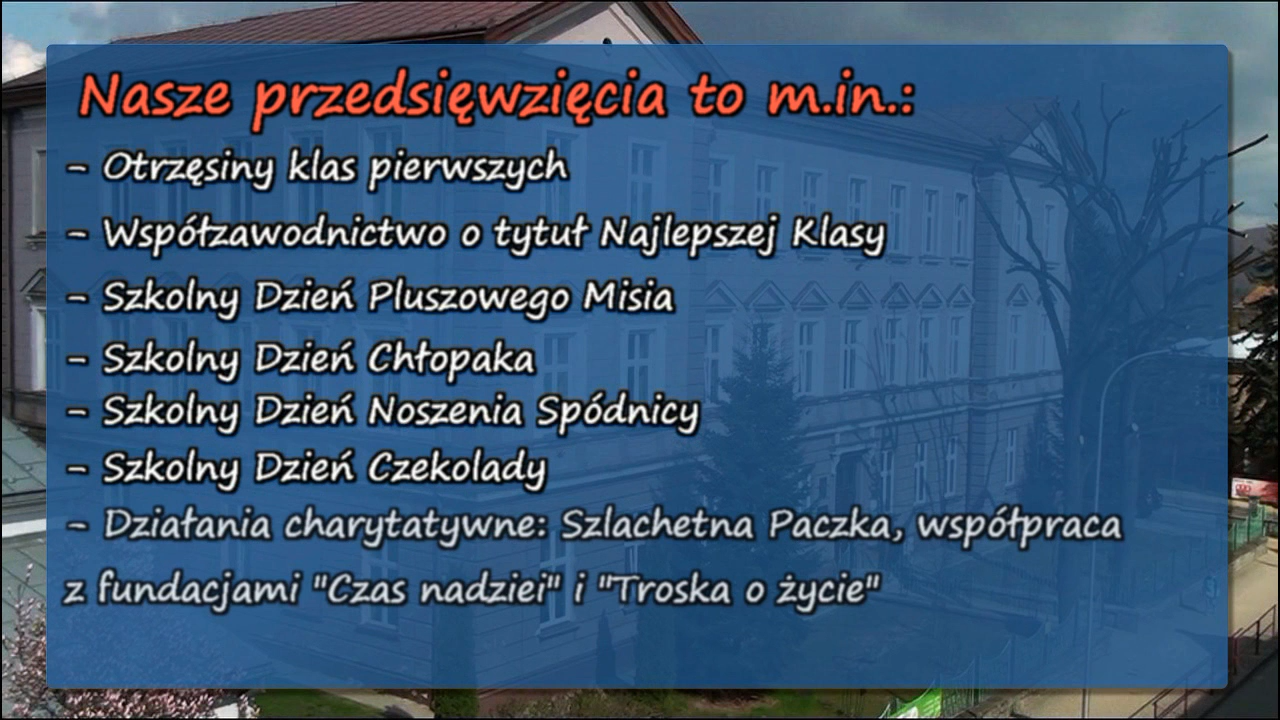 Nasze przedsięwzięcia to m.in.:
- Otrzęsiny klas pierwszych
- Współzawodnictwo o tytuł Najlepszej Klasy
- Szkolny Dzień Pluszowego Misia
- Szkolny Dzień Chłopaka
- Szkolny Dzień Noszenia Spódnicy
- Szkolny Dzień Czekolady
- Działania charytatywne: Szlachetna Paczka, współpraca
z fundacjami "Czas nadziei" i "Troska o życie"